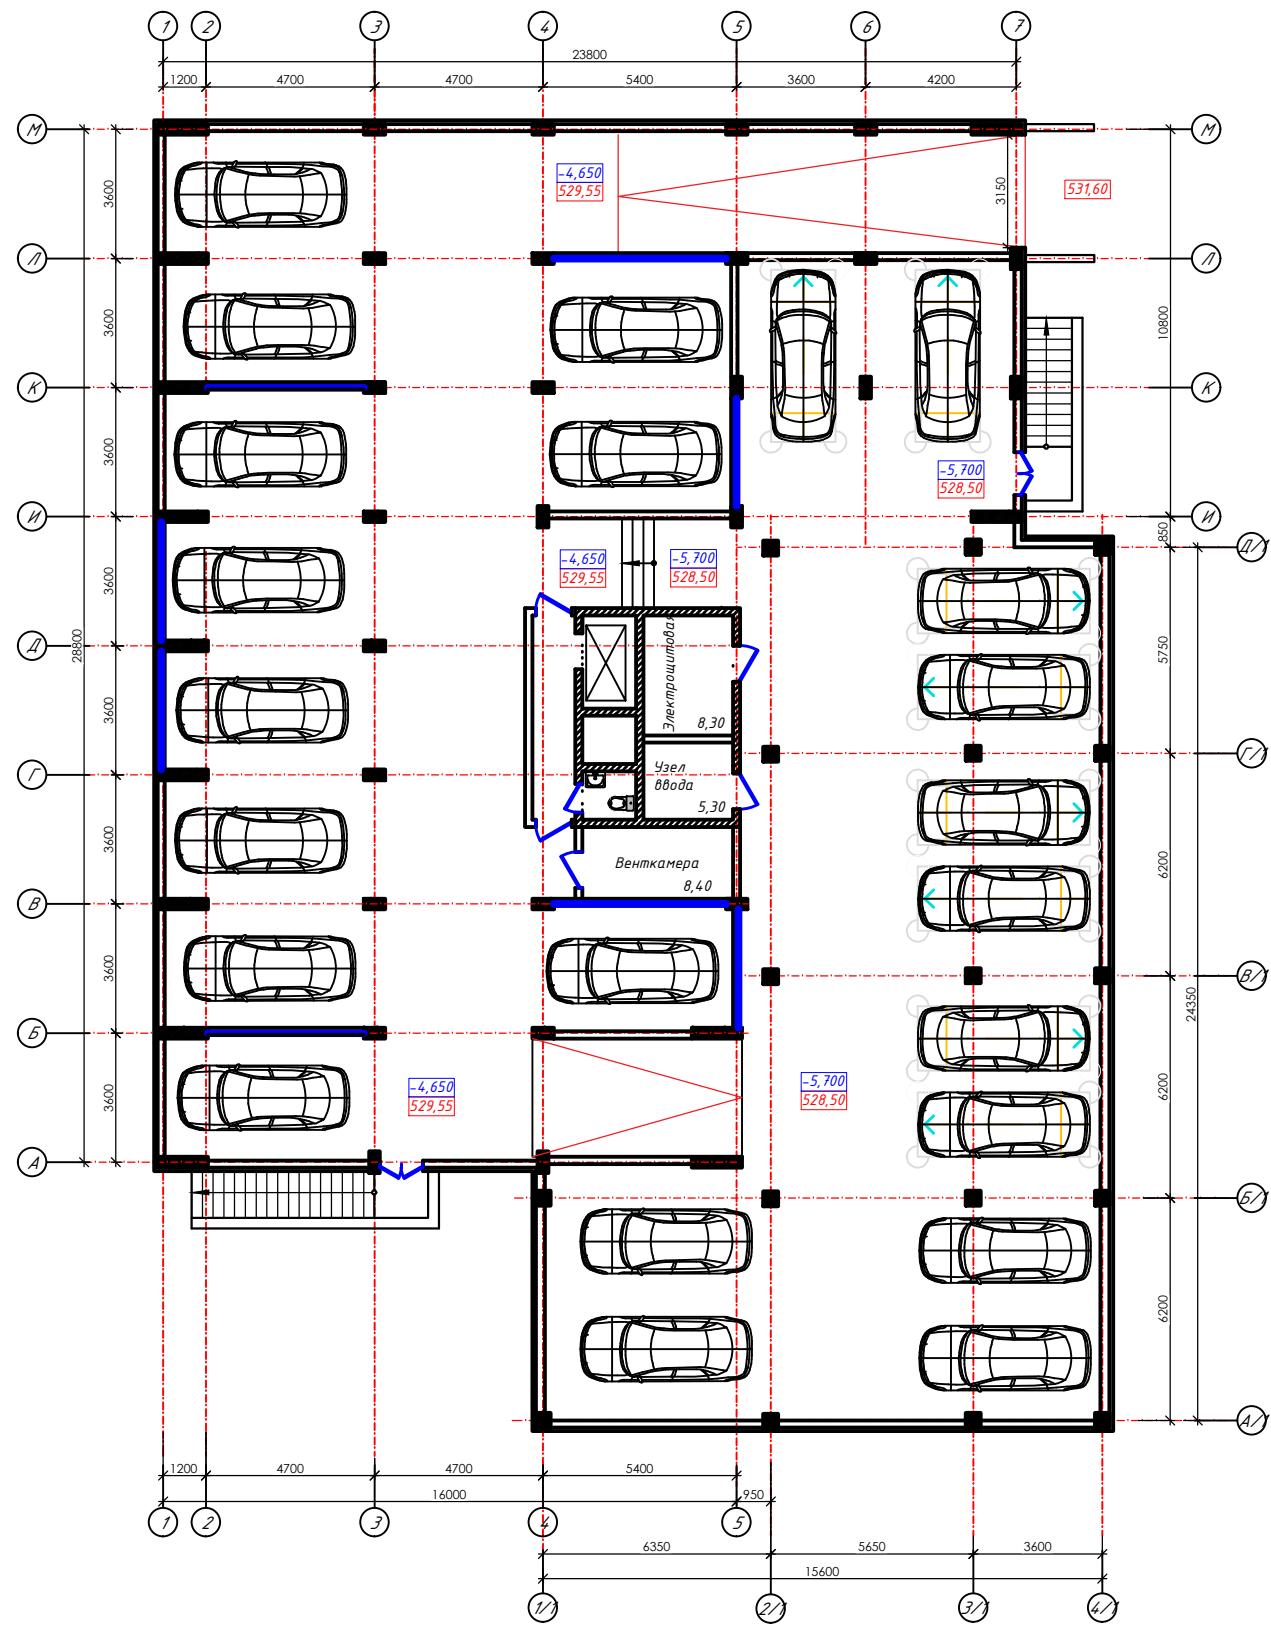 1 2 3 4 5 6 7
23800
1200 4700 4700 5400 3600 4200
М М
-4,650
529,55
3150
531,60
3600
Л Л
3600
10800
К К
3600
-5,700
528,50
И И
850
Д/1
3600
-4,650
529,55
-5,700
528,50
28800
Д
5750
Электрощитовая
8,30
3600
Г/1
Узел
ввода
5,30
Г
3600
6200
Венткамера
8,40
В
3600
В/1
24350
Б
6200
3600
-4,650
529,55
-5,700
528,50
А
Б/1
6200
А/1
1200 4700 4700 5400
16000 950
1 2 3 4 5
6350 5650 3600
15600
1/1 2/1 3/1 4/1